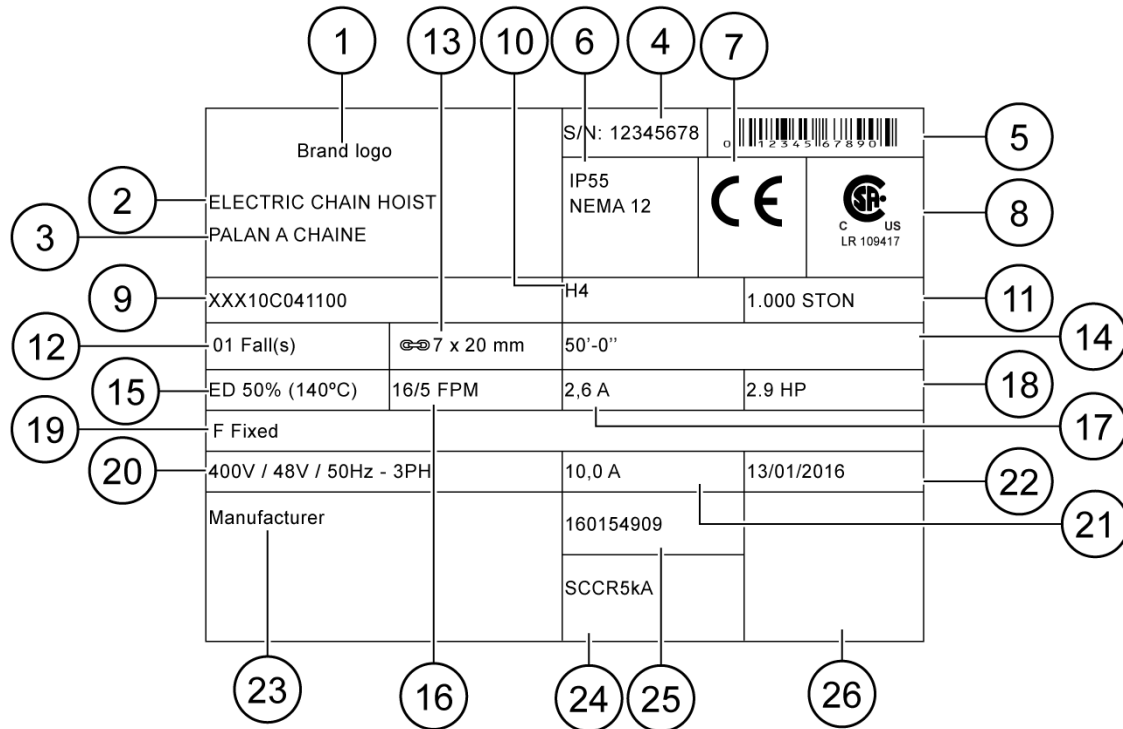 1
13
10
6
4
7
Brand logo
S/N: 12345678
0 12345 67890
5
2
ELECTRIC CHAIN HOIST
IP55
NEMA 12
CE
CSA
C US
LR 109417
8
3
PALAN A CHAINE
9
XXX10C041100
H4
1.000 STON
11
12
01 Fall(s)
7 x 20 mm
50'-0''
14
15
ED 50% (140ºC)
16/5 FPM
2,6 A
2.9 HP
18
19
F Fixed
17
20
400V / 48V / 50Hz - 3PH
10,0 A
13/01/2016
22
21
Manufacturer
160154909
SCCR5kA
23
16
24
25
26